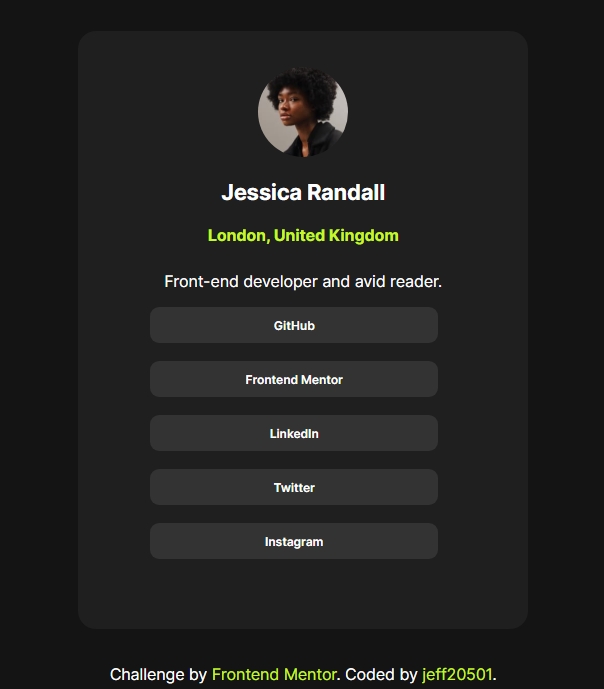 Jessica Randall
London, United Kingdom
Front-end developer and avid reader.
GitHub
Frontend Mentor
LinkedIn
Twitter
Instagram
Challenge by Frontend Mentor. Coded by jeff20501.